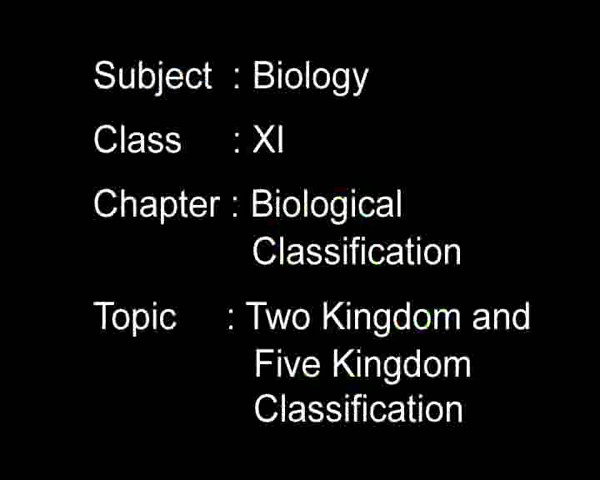 Subject : Biology
Class : XI
Chapter : Biological
Classification
Topic : Two Kingdom and
Five Kingdom
Classification